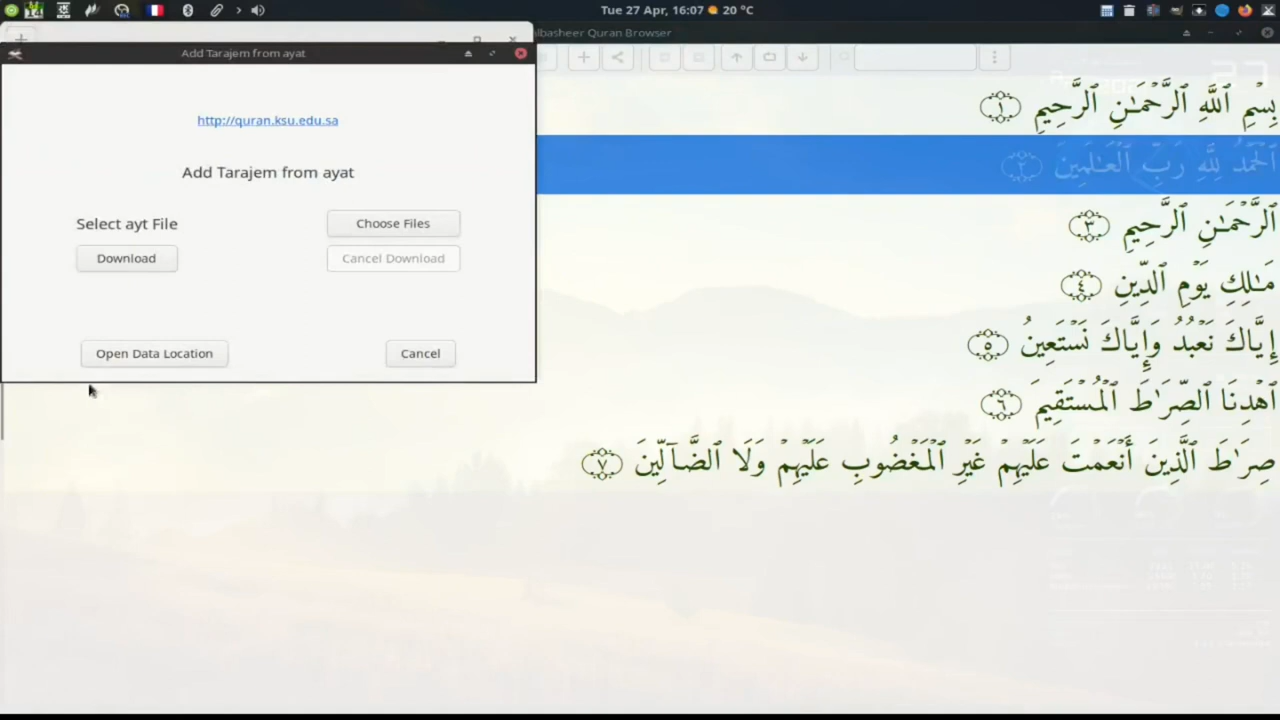 Tue 27 Apr, 16:07 20 °C
Albasheer Quran Browser
Add Tarajem from ayat
http://quran.ksu.edu.sa
Add Tarajem from ayat
Select ayt File
Choose Files
Download
Cancel Download
Open Data Location
Cancel
بِسْمِ ٱللَّهِ ٱلرَّحْمَـٰنِ ٱلرَّحِيمِ ١
ٱلْحَمْدُ لِلَّهِ رَبِّ ٱلْعَـٰلَمِينَ ٢
ٱلرَّحْمَـٰنِ ٱلرَّحِيمِ ٣
مَـٰلِكِ يَوْمِ ٱلدِّينِ ٤
إِيَّاكَ نَعْبُدُ وَإِيَّاكَ نَسْتَعِينُ ٥
ٱهْدِنَا ٱلصِّرَٰطَ ٱلْمُسْتَقِيمَ ٦
صِرَٰطَ ٱلَّذِينَ أَنْعَمْتَ عَلَيْهِمْ غَيْرِ ٱلْمَغْضُوبِ عَلَيْهِمْ وَلَا ٱلضَّآلِّينَ ٧